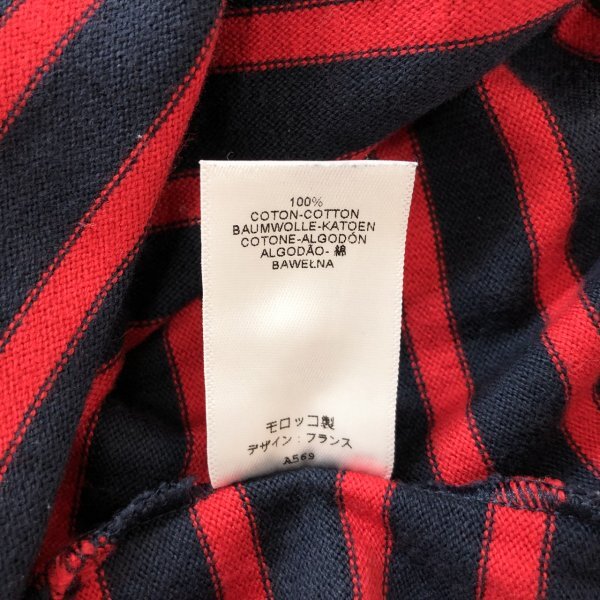 100%
COTON-COTTON
BAUMWOLLE-KATOEN
COTONE-ALGODÓN
ALGODÃO- 綿
BAWEŁNA
モロッコ製
デザイン：フランス
A569